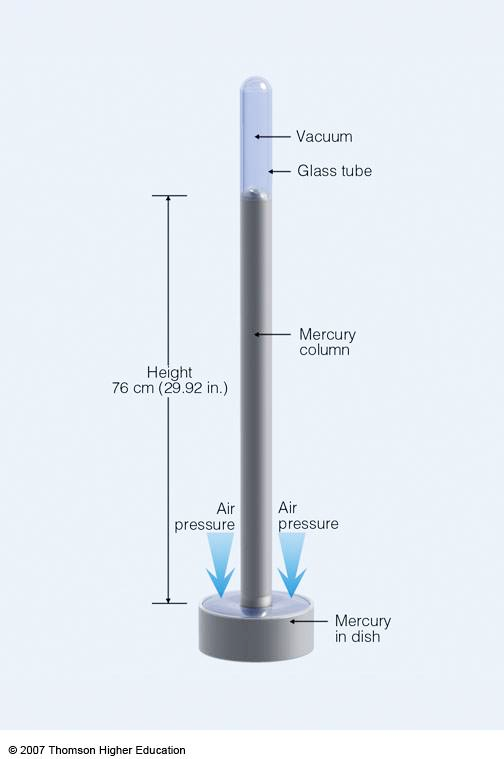 Vacuum
Glass tube
Mercury
column
Height
76 cm (29.92 in.)
Air
pressure
Air
pressure
Mercury
in dish
© 2007 Thomson Higher Education